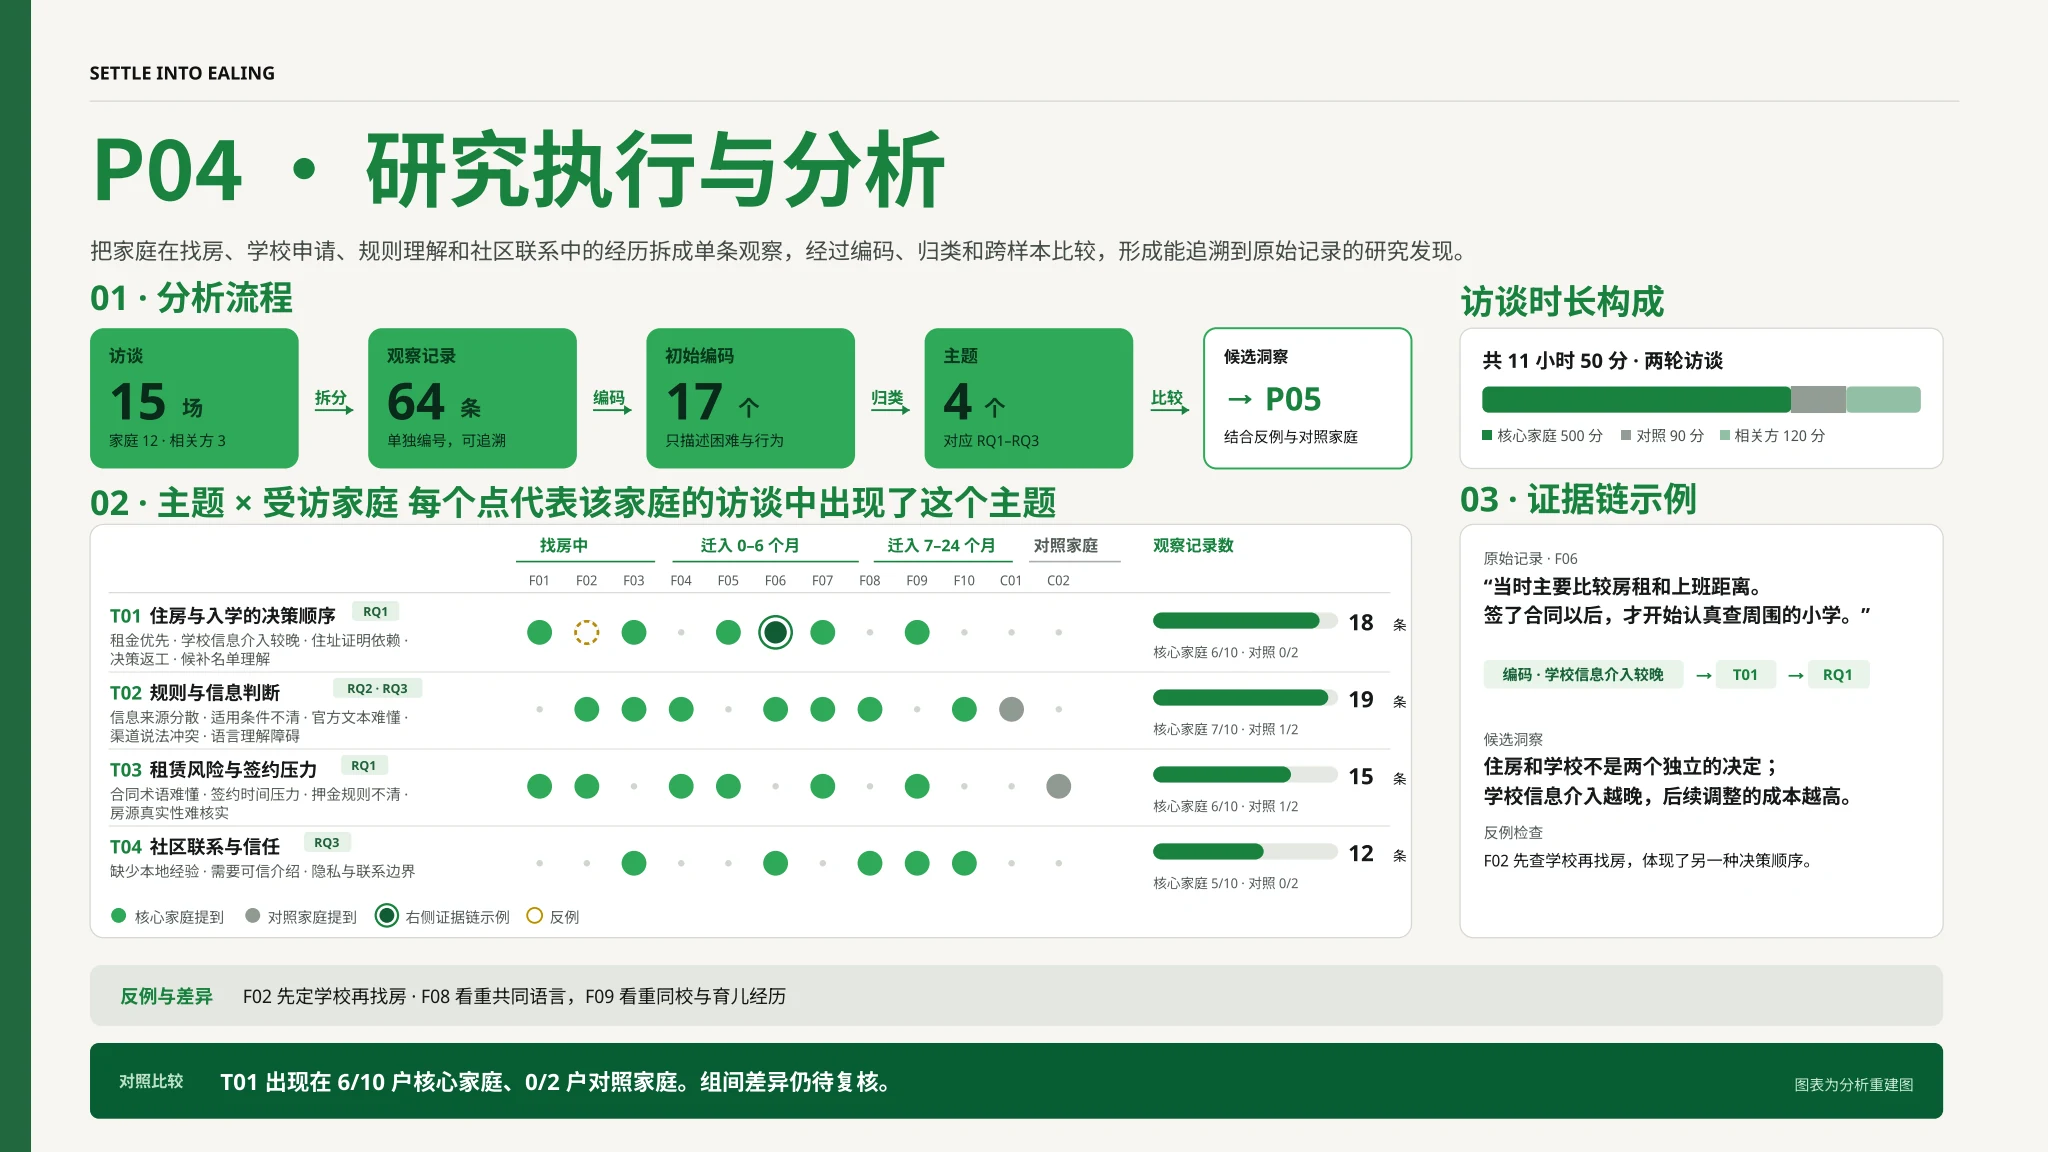 SETTLE INTO EALING
P04 · 研究执行与分析
把家庭在找房、学校申请、规则理解和社区联系中的经历拆成单条观察，经过编码、归类和跨样本比较，形成能追溯到原始记录的研究发现。
01 · 分析流程
访谈
15 场
家庭 12 · 相关方 3
拆分
观察记录
64 条
单独编号，可追溯
编码
初始编码
17 个
只描述困难与行为
归类
主题
4 个
对应 RQ1–RQ3
比较
候选洞察
→ P05
结合反例与对照家庭
访谈时长构成
共 11 小时 50 分 · 两轮访谈
核心家庭 500 分 对照 90 分 相关方 120 分
02 · 主题 × 受访家庭 每个点代表该家庭的访谈中出现了这个主题
找房中 迁入 0–6 个月 迁入 7–24 个月 对照家庭 观察记录数
F01 F02 F03 F04 F05 F06 F07 F08 F09 F10 C01 C02
T01 住房与入学的决策顺序 RQ1
租金优先 · 学校信息介入较晚 · 住址证明依赖 ·
决策返工 · 候补名单理解
18 条
核心家庭 6/10 · 对照 0/2
T02 规则与信息判断 RQ2 · RQ3
信息来源分散 · 适用条件不清 · 官方文本难懂 ·
渠道说法冲突 · 语言理解障碍
19 条
核心家庭 7/10 · 对照 1/2
T03 租赁风险与签约压力 RQ1
合同术语难懂 · 签约时间压力 · 押金规则不清 ·
房源真实性难核实
15 条
核心家庭 6/10 · 对照 1/2
T04 社区联系与信任 RQ3
缺少本地经验 · 需要可信介绍 · 隐私与联系边界
12 条
核心家庭 5/10 · 对照 0/2
核心家庭提到 对照家庭提到 右侧证据链示例 反例
03 · 证据链示例
原始记录 · F06
“当时主要比较房租和上班距离。
签了合同以后，才开始认真查周围的小学。”
编码 · 学校信息介入较晚 → T01 → RQ1
候选洞察
住房和学校不是两个独立的决定；
学校信息介入越晚，后续调整的成本越高。
反例检查
F02 先查学校再找房，体现了另一种决策顺序。
反例与差异 F02 先定学校再找房 · F08 看重共同语言，F09 看重同校与育儿经历
对照比较 T01 出现在 6/10 户核心家庭、0/2 户对照家庭。组间差异仍待复核。
图表为分析重建图